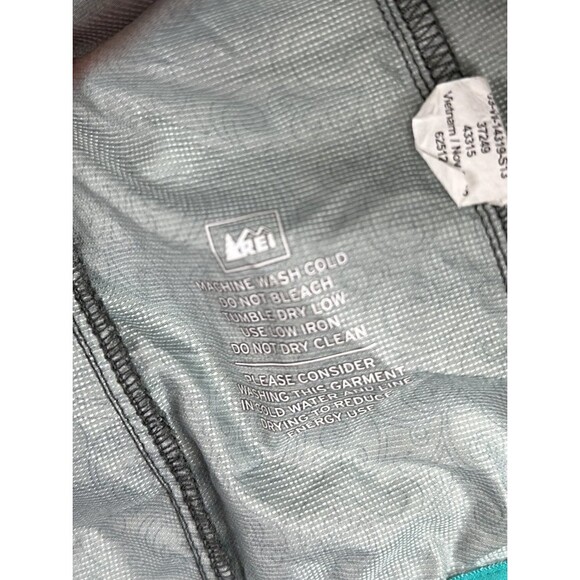 REI
MACHINE WASH COLD
DO NOT BLEACH
TUMBLE DRY LOW
USE LOW IRON
DO NOT DRY CLEAN
PLEASE CONSIDER
WASHING THIS GARMENT
IN COLD WATER AND LINE
DRYING TO REDUCE
ENERGY USE
37249
43315
Vietnam / Nov
62517